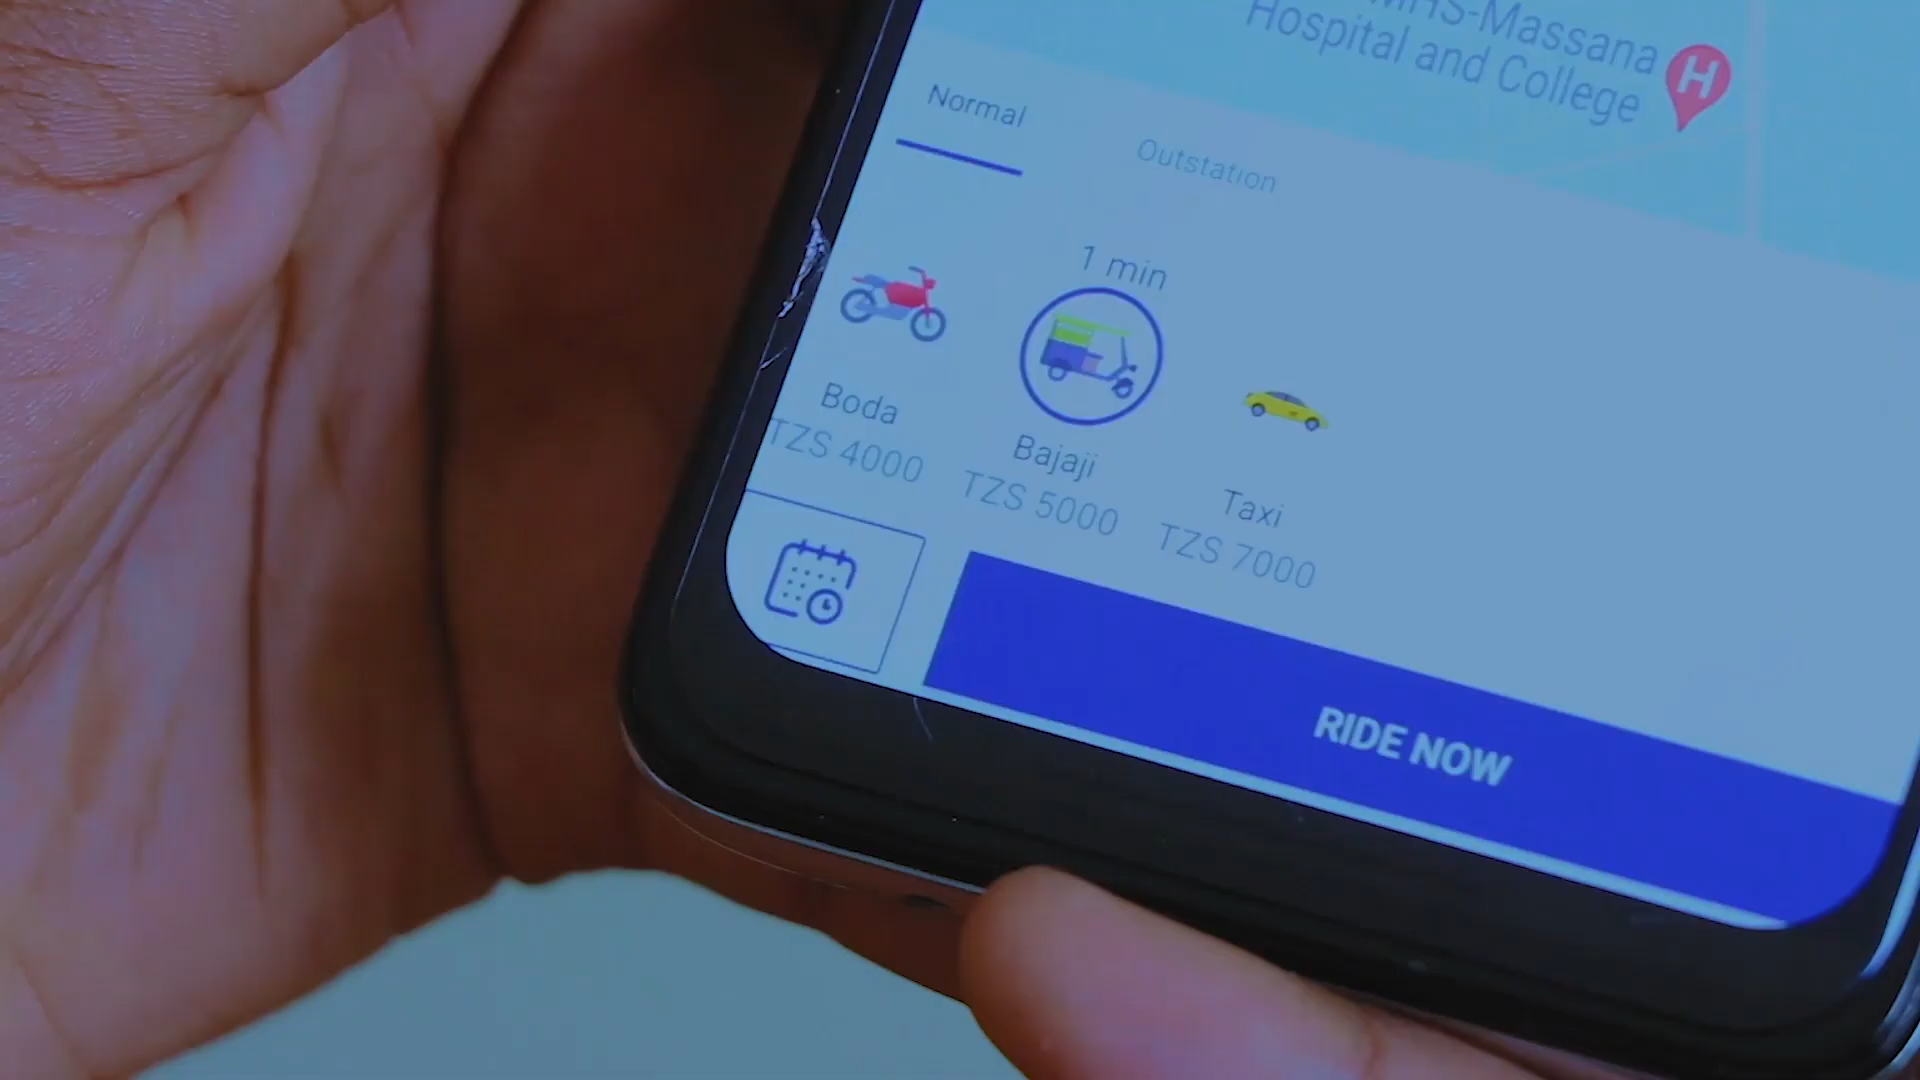 MHS-Massana
Hospital and College
H
Normal
Outstation
1 min
Boda
TZS 4000
Bajaji
TZS 5000
Taxi
TZS 7000
RIDE NOW